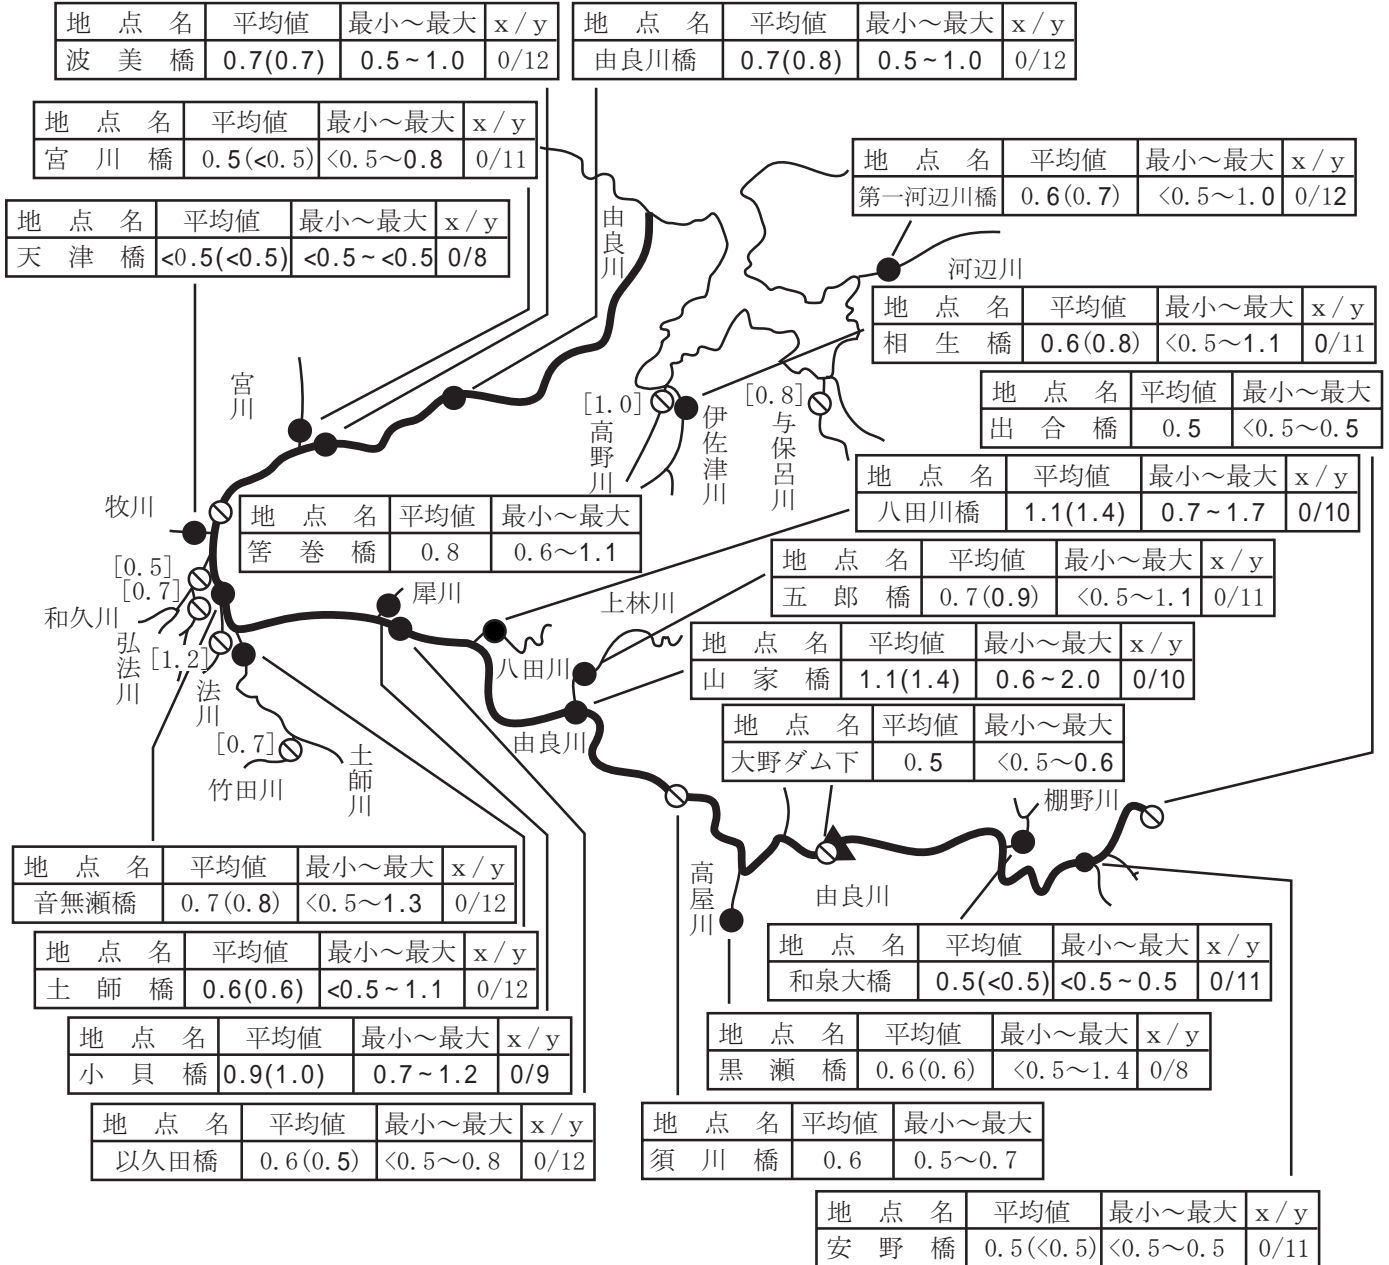 地 点 名 平均値 最小～最大 x / y
波 美 橋 0.7(0.7) 0.5~1.0 0/12
地 点 名 平均値 最小～最大 x / y
由良川橋 0.7(0.8) 0.5~1.0 0/12
地 点 名 平均値 最小～最大 x / y
宮 川 橋 0.5(<0.5) <0.5～0.8 0/11
地 点 名 平均値 最小～最大 x / y
第一河辺川橋 0.6(0.7) <0.5～1.0 0/12
地 点 名 平均値 最小～最大 x / y
天 津 橋 <0.5(<0.5) <0.5~<0.5 0/8
由良川
河辺川
地 点 名 平均値 最小～最大 x / y
相 生 橋 0.6(0.8) <0.5～1.1 0/11
宮川
[1.0]
高野川
伊佐津川
[0.8]
与保呂川
地 点 名 平均値 最小～最大
出 合 橋 0.5 <0.5～0.5
地 点 名 平均値 最小～最大 x / y
八田川橋 1.1(1.4) 0.7~1.7 0/10
牧川
地 点 名 平均値 最小～最大
筈 巻 橋 0.8 0.6～1.1
[0.5]
[0.7]
和久川
弘法川
[1.2]
法川
犀川
上林川
八田川
地 点 名 平均値 最小～最大 x / y
五 郎 橋 0.7(0.9) <0.5～1.1 0/11
地 点 名 平均値 最小～最大 x / y
山 家 橋 1.1(1.4) 0.6~2.0 0/10
由良川
[0.7]
竹田川
土師川
地 点 名 平均値 最小～最大
大野ダム下 0.5 <0.5～0.6
棚野川
高屋川
由良川
地 点 名 平均値 最小～最大 x / y
音無瀬橋 0.7(0.8) <0.5～1.3 0/12
地 点 名 平均値 最小～最大 x / y
土 師 橋 0.6(0.6) <0.5~1.1 0/12
地 点 名 平均値 最小～最大 x / y
和泉大橋 0.5(<0.5) <0.5~0.5 0/11
地 点 名 平均値 最小～最大 x / y
小 貝 橋 0.9(1.0) 0.7~1.2 0/9
地 点 名 平均値 最小～最大 x / y
黒 瀬 橋 0.6(0.6) <0.5～1.4 0/8
地 点 名 平均値 最小～最大 x / y
以久田橋 0.6(0.5) <0.5～0.8 0/12
地 点 名 平均値 最小～最大
須 川 橋 0.6 0.5～0.7
地 点 名 平均値 最小～最大 x / y
安 野 橋 0.5(<0.5) <0.5～0.5 0/11